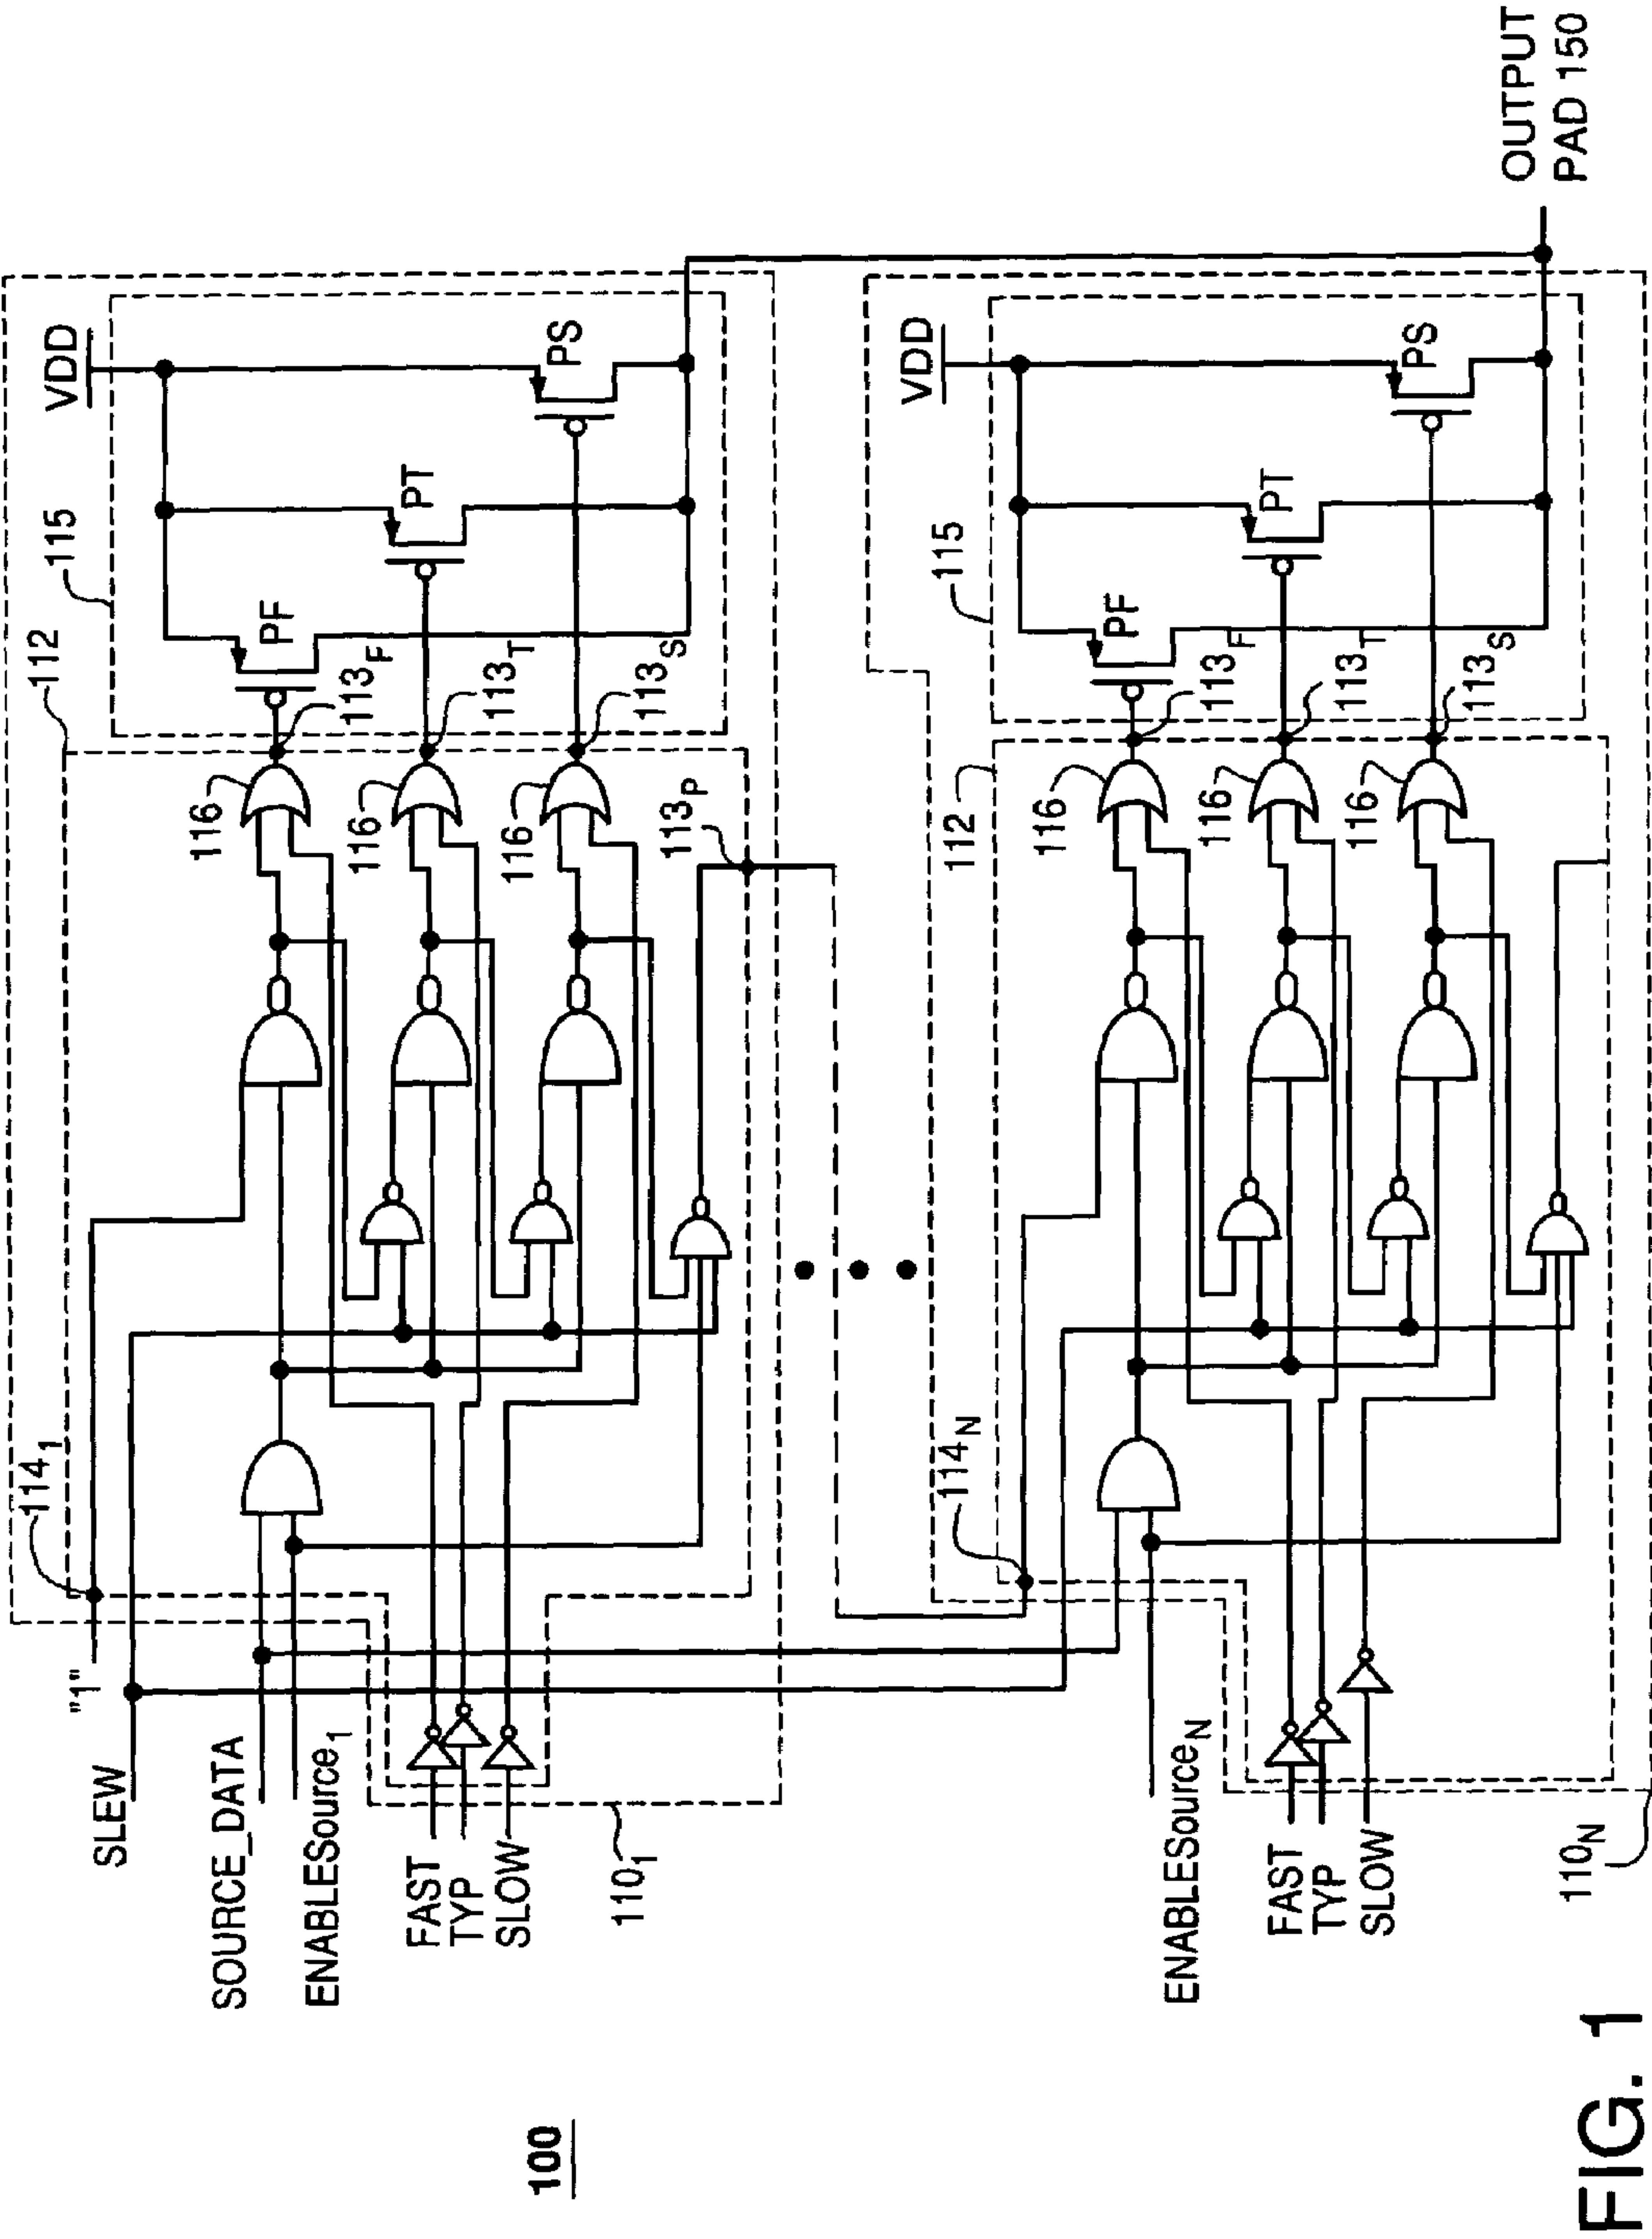 100
SLEW
"1"
114₁
SOURCE_DATA
ENABLESource₁
FAST
TYP
SLOW
110₁
112
115
VDD
116
116
116
PF
PT
PS
113F
113T
113S
113P
114N
ENABLESourceN
FAST
TYP
SLOW
110N
112
115
VDD
116
116
116
PF
PT
PS
113F
113T
113S
OUTPUT
PAD 150
FIG. 1